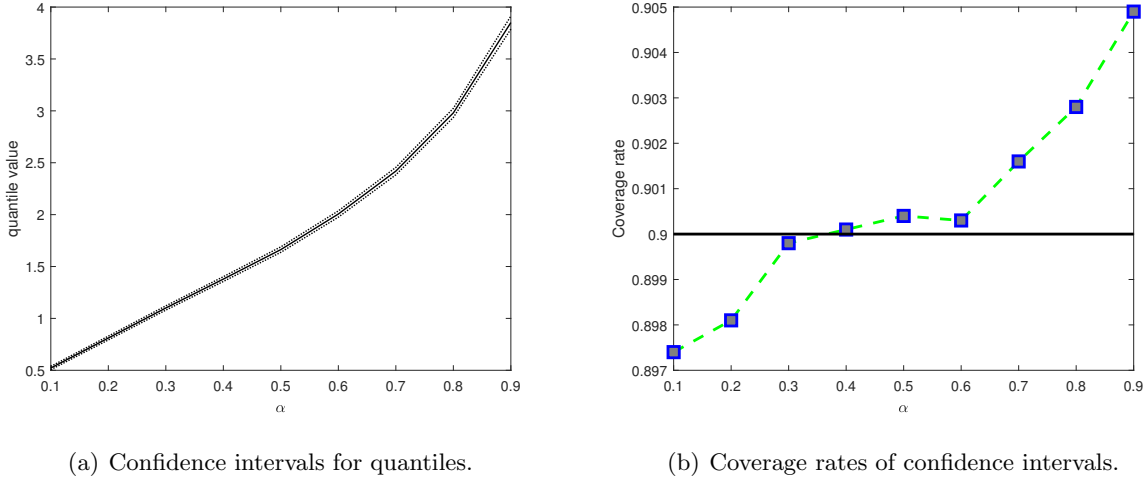 4
3.5
3
2.5
2
1.5
1
0.5
quantile value
0.1 0.2 0.3 0.4 0.5 0.6 0.7 0.8 0.9
α
(a) Confidence intervals for quantiles.
0.905
0.904
0.903
0.902
0.901
0.9
0.899
0.898
0.897
Coverage rate
0.1 0.2 0.3 0.4 0.5 0.6 0.7 0.8 0.9
α
(b) Coverage rates of confidence intervals.